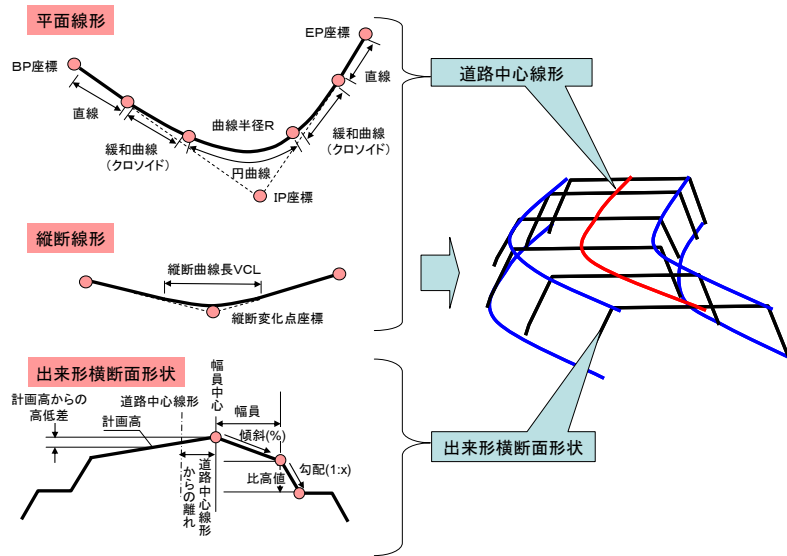 平面線形
BP座標
EP座標
直線
直線
緩和曲線
(クロソイド)
曲線半径R
円曲線
緩和曲線
(クロソイド)
IP座標
道路中心線形
縦断線形
縦断曲線長VCL
縦断変化点座標
出来形横断面形状
計画高からの
高低差
道路中心線形
計画高
幅員中心
幅員
傾斜(%)
勾配(1:x)
比高値
道路中心線形
からの離れ
出来形横断面形状